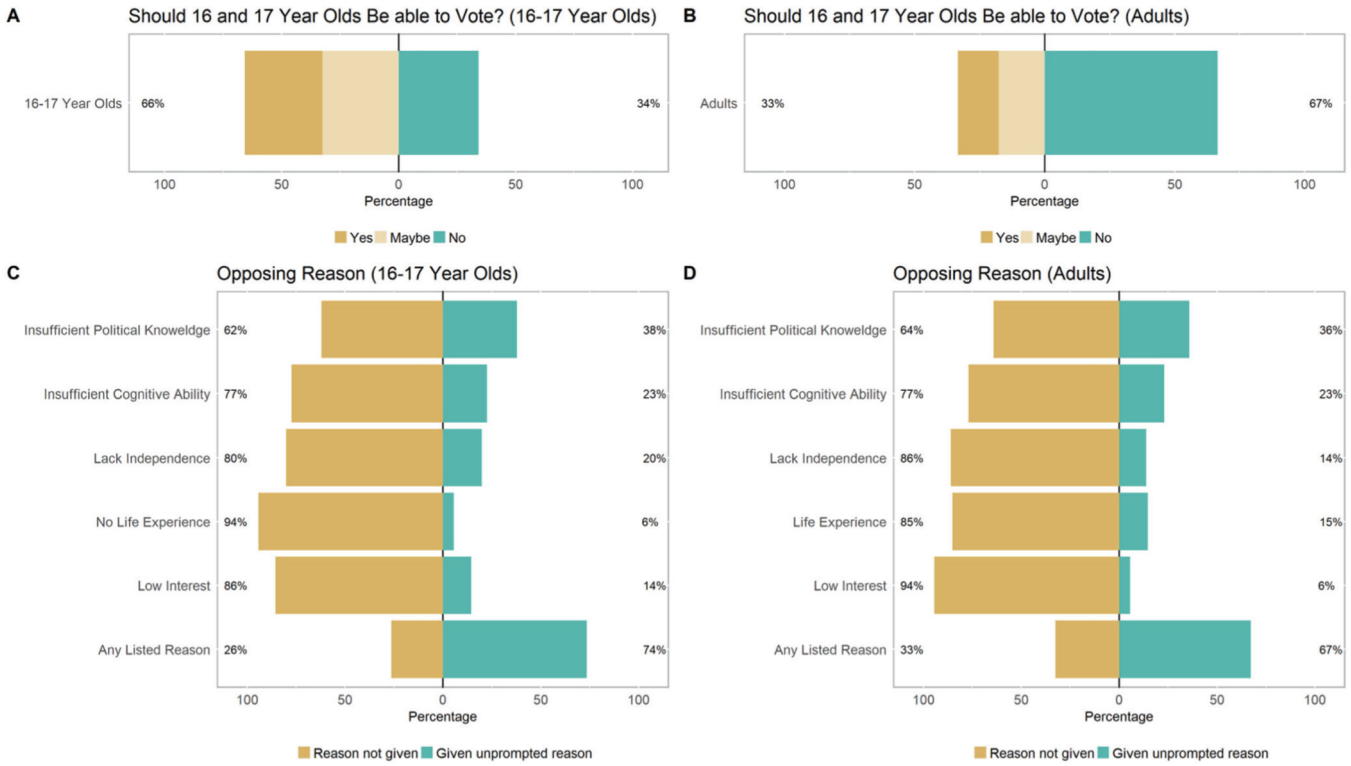 A
Should 16 and 17 Year Olds Be able to Vote? (16-17 Year Olds)
16-17 Year Olds
66%
34%
100 50 0 50 100
Percentage
Yes Maybe No
B
Should 16 and 17 Year Olds Be able to Vote? (Adults)
Adults
33%
67%
100 50 0 50 100
Percentage
Yes Maybe No
C
Opposing Reason (16-17 Year Olds)
Insufficient Political Knoweldge 62% 38%
Insufficient Cognitive Ability 77% 23%
Lack Independence 80% 20%
No Life Experience 94% 6%
Low Interest 86% 14%
Any Listed Reason 26% 74%
100 50 0 50 100
Percentage
Reason not given Given unprompted reason
D
Opposing Reason (Adults)
Insufficient Political Knoweldge 64% 36%
Insufficient Cognitive Ability 77% 23%
Lack Independence 86% 14%
Life Experience 85% 15%
Low Interest 94% 6%
Any Listed Reason 33% 67%
100 50 0 50 100
Percentage
Reason not given Given unprompted reason